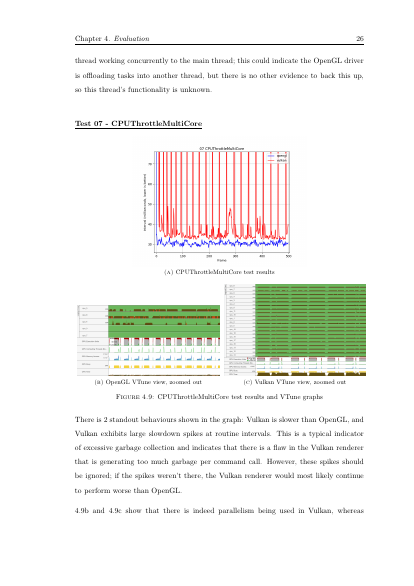 Chapter 4. Evaluation 26
thread working concurrently to the main thread; this could indicate the OpenGL driver
is offloading tasks into another thread, but there is no other evidence to back this up,
so this thread's functionality is unknown.
Test 07 - CPUThrottleMultiCore
07 CPUThrottleMultiCore
vulkan
Frame
(A) CPUThrottleMultiCore test results
(B) OpenGL VTune view, zoomed out
(C) Vulkan VTune view, zoomed out
FIGURE 4.9: CPUThrottleMultiCore test results and VTune graphs
There is 2 standout behaviours shown in the graph: Vulkan is slower than OpenGL, and
Vulkan exhibits large slowdown spikes at routine intervals. This is a typical indicator
of excessive garbage collection and indicates that there is a flaw in the Vulkan renderer
that is generating too much garbage per command call. However, these spikes should
be ignored; if the spikes weren't there, the Vulkan renderer would most likely continue
to perform worse than OpenGL.
4.9b and 4.9c show that there is indeed parallelism being used in Vulkan, whereas